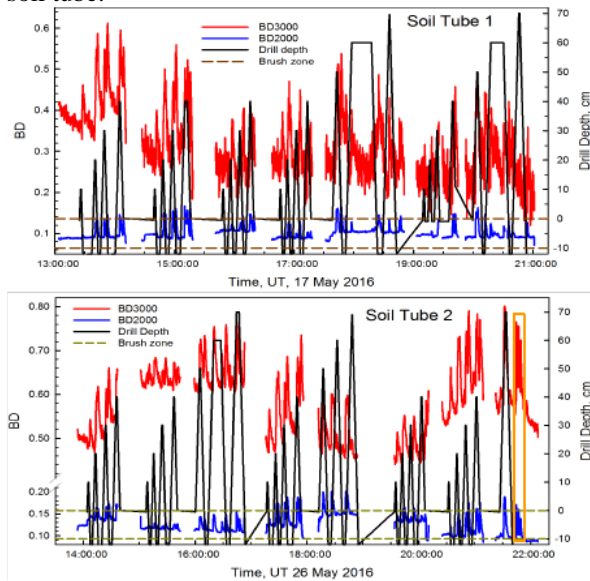 soil tube.
Soil Tube 1
BD3000
BD2000
Drill depth
Brush zone
BD
0.6
0.5
0.4
0.3
0.2
0.1
70
60
50
40
30
20
10
0
-10
Drill Depth, cm
13:00:00 15:00:00 17:00:00 19:00:00 21:00:00
Time, UT, 17 May 2016
Soil Tube 2
BD3000
BD2000
Drill Depth
Brush zone
BD
0.80
0.70
0.60
0.50
0.20
0.15
0.10
70
60
50
40
30
20
10
0
-10
Drill Depth, cm
14:00:00 16:00:00 18:00:00 20:00:00 22:00:00
Time, UT 26 May 2016